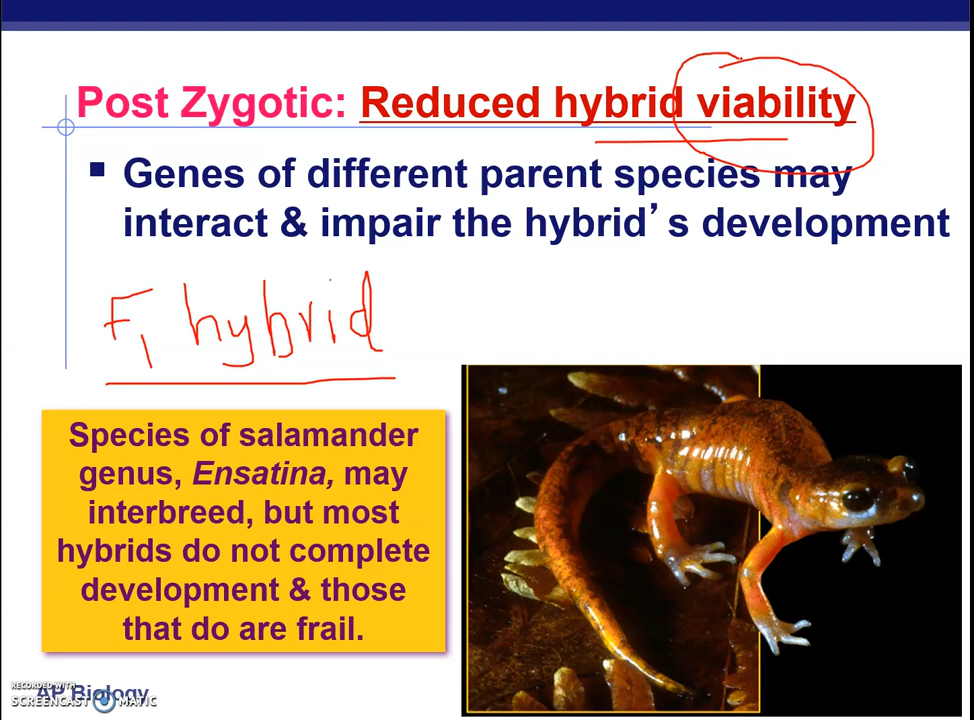 Post Zygotic: Reduced hybrid viability
Genes of different parent species may
interact & impair the hybrid’s development
F1 hybrid
Species of salamander
genus, Ensatina, may
interbreed, but most
hybrids do not complete
development & those
that do are frail.
AP Biology
RECORDED WITH
SCREENCAST MATIC